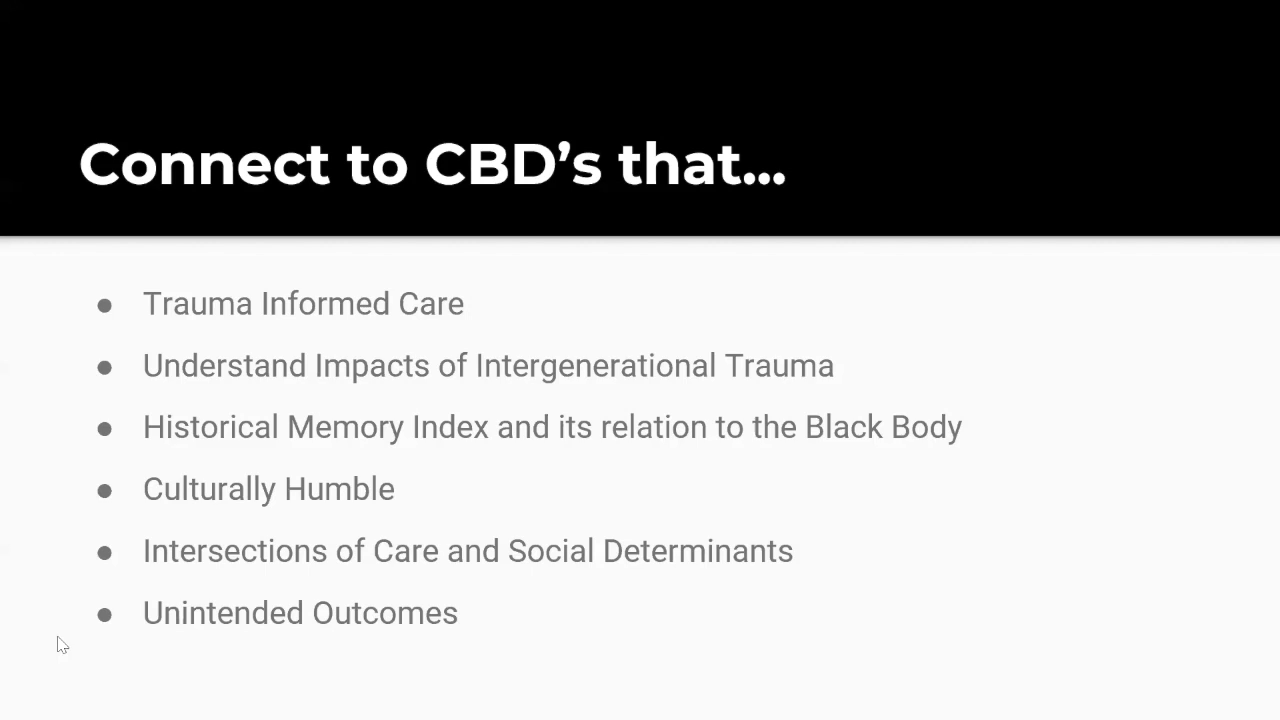 Connect to CBD’s that...
● Trauma Informed Care
● Understand Impacts of Intergenerational Trauma
● Historical Memory Index and its relation to the Black Body
● Culturally Humble
● Intersections of Care and Social Determinants
● Unintended Outcomes